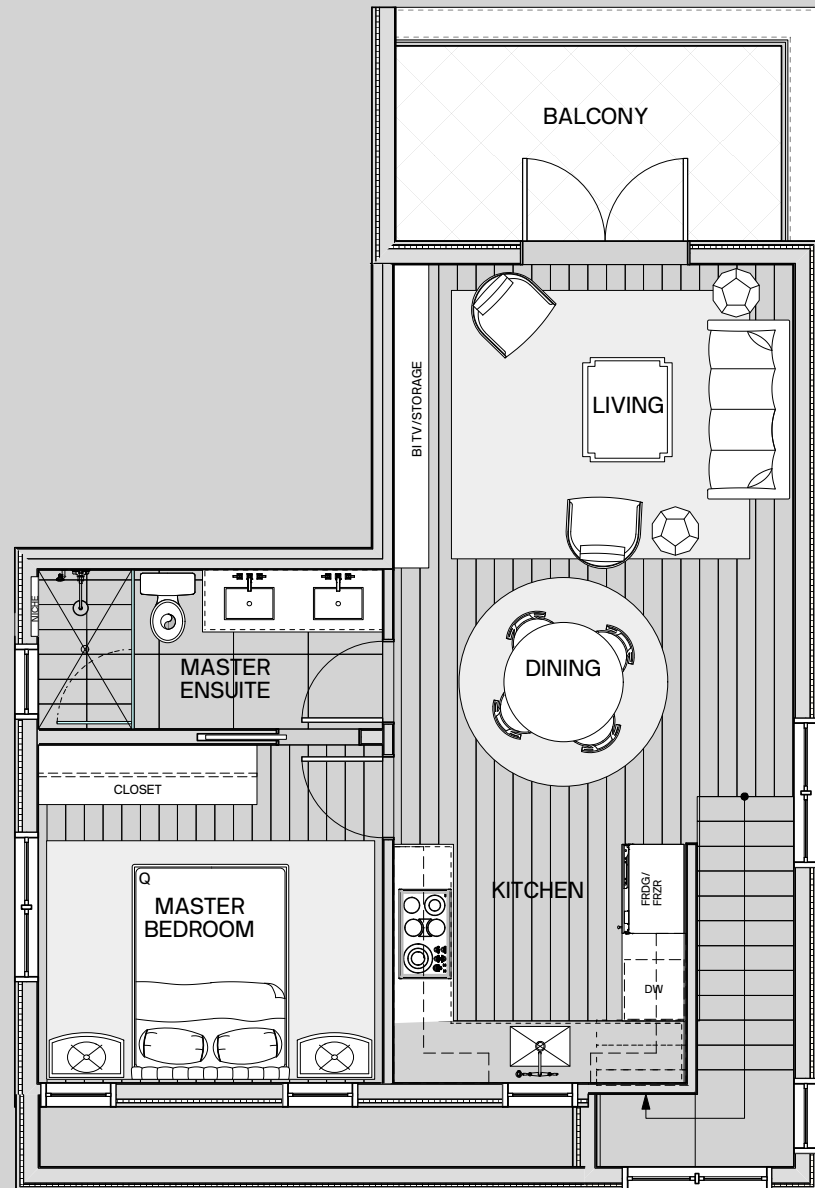 BALCONY
BI TV/STORAGE
LIVING
NICHE
MASTER
ENSUITE
DINING
CLOSET
Q
MASTER
BEDROOM
KITCHEN
FRDG/
FRZR
DW